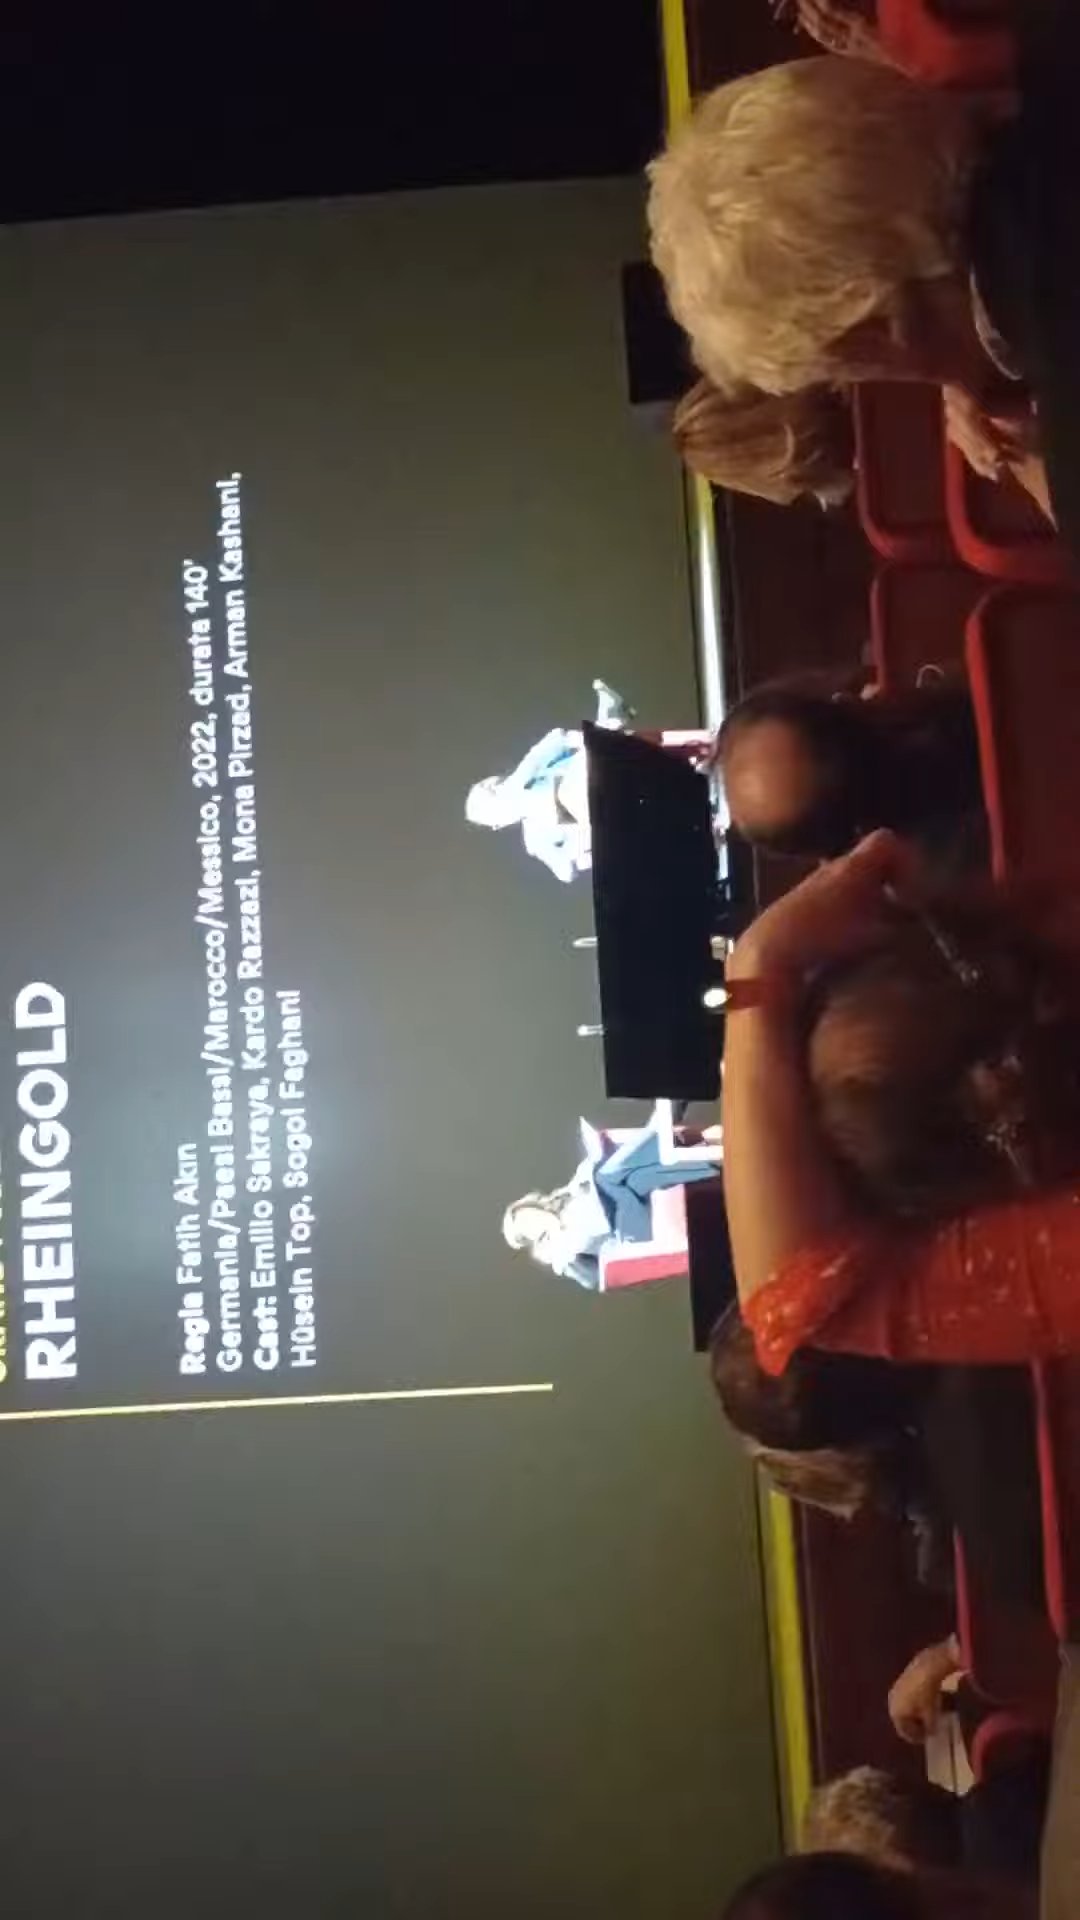 RHEINGOLD
Regia Fatih Akın
Germania/Paesi Bassi/Marocco/Messico, 2022, durata 140'
Cast: Emilio Sakraya, Kardo Razzazi, Mona Pirzad, Arman Kashani,
Hüsein Top, Sogol Faghani